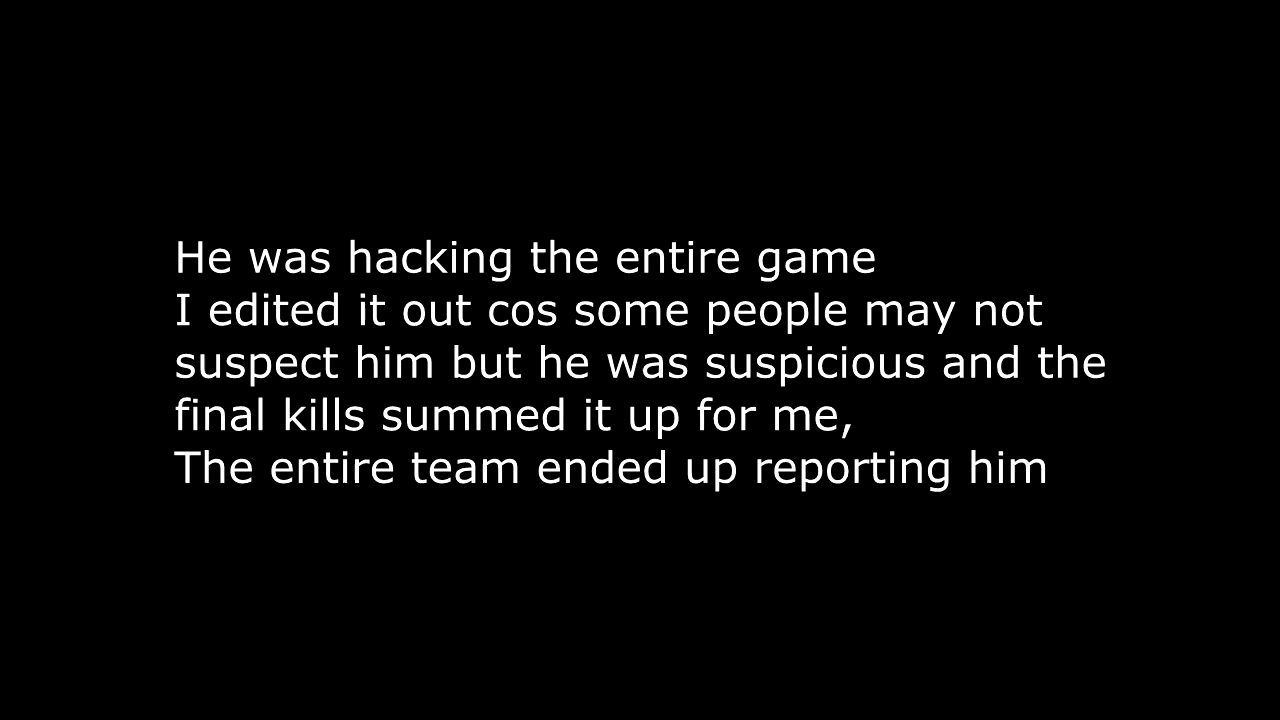 He was hacking the entire game
I edited it out cos some people may not
suspect him but he was suspicious and the
final kills summed it up for me,
The entire team ended up reporting him